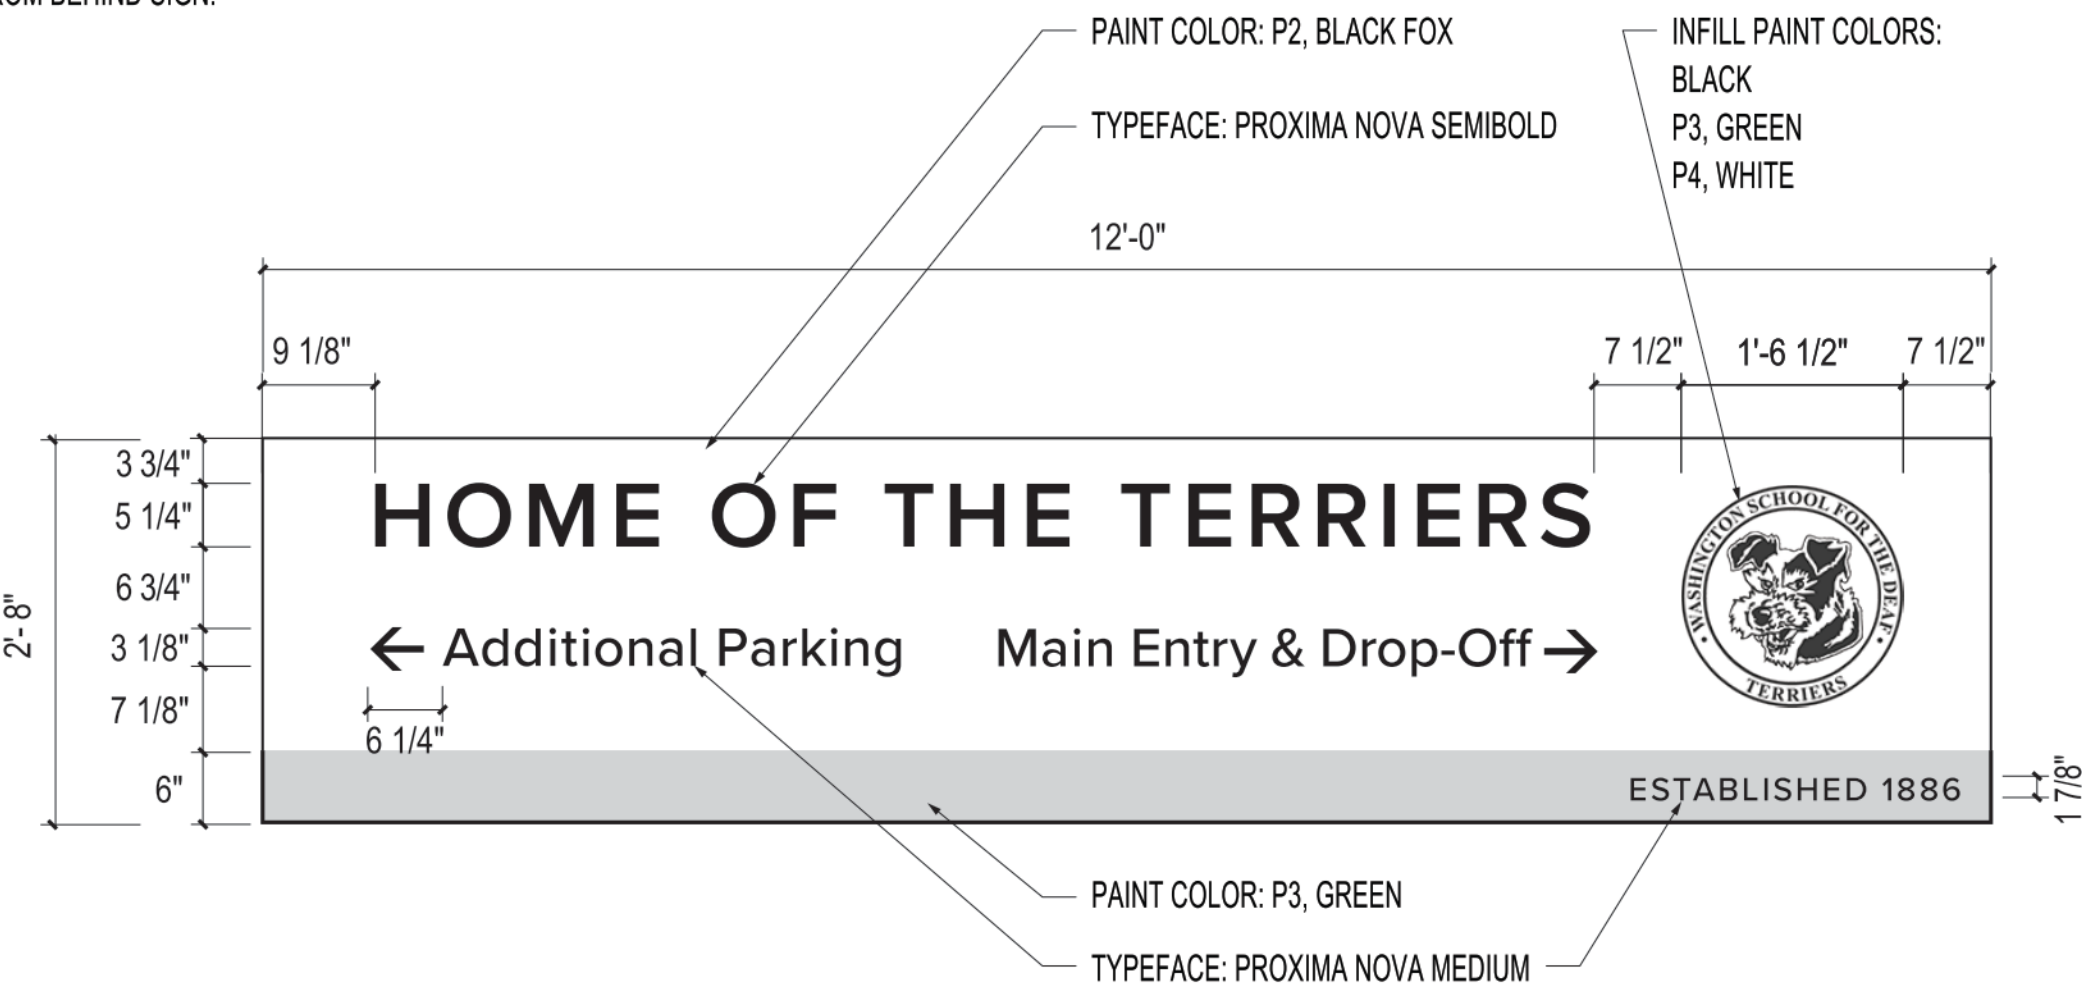 PAINT COLOR: P2, BLACK FOX
INFILL PAINT COLORS:
BLACK
TYPEFACE: PROXIMA NOVA SEMIBOLD
P3, GREEN
P4, WHITE
12'-0"
9 1/8"
7 1/2"
1'-6 1/2"
7 1/2"
2'- 8"
3 3/4"
5 1/4"
6 3/4"
3 1/8"
7 1/8"
6"
HOME OF THE TERRIERS
← Additional Parking
Main Entry & Drop-Off →
6 1/4"
• WASHINGTON SCHOOL FOR THE DEAF •
TERRIERS
ESTABLISHED 1886
1 7/8"
PAINT COLOR: P3, GREEN
TYPEFACE: PROXIMA NOVA MEDIUM